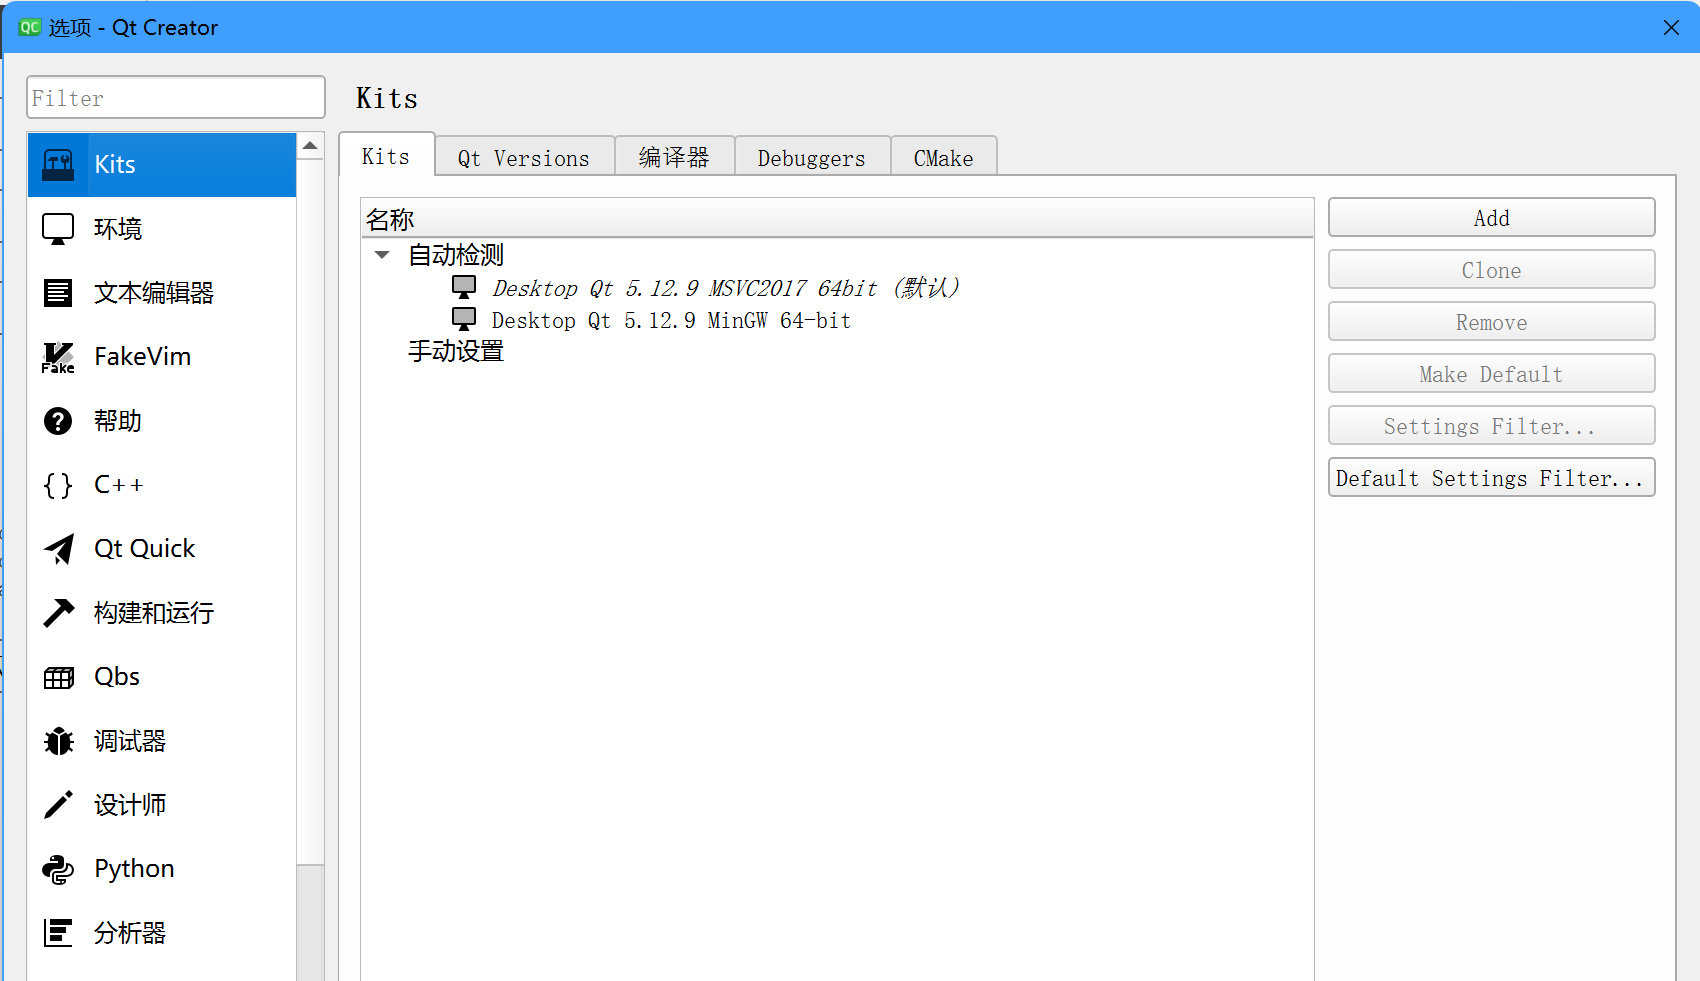 QC 选项 - Qt Creator
Filter
Kits
环境
文本编辑器
Fake FakeVim
帮助
C++
Qt Quick
构建和运行
Qbs
调试器
设计师
Python
分析器
Kits
Kits Qt Versions 编译器 Debuggers CMake
名称
自动检测
Desktop Qt 5.12.9 MSVC2017 64bit (默认)
Desktop Qt 5.12.9 MinGW 64-bit
手动设置
Add
Clone
Remove
Make Default
Settings Filter...
Default Settings Filter...